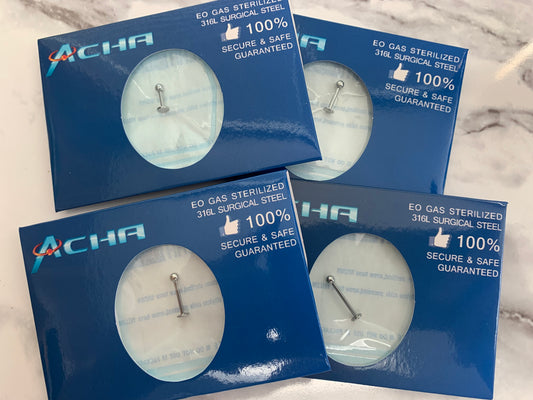 ACHA
EO GAS STERILIZED
316L SURGICAL STEEL
100%
SECURE & SAFE
GUARANTEED
EO GAS STERILIZED
316L SURGICAL STEEL
100%
SECURE & SAFE
GUARANTEED
ACHA
EO GAS STERILIZED
316L SURGICAL STEEL
100%
SECURE & SAFE
GUARANTEED
ACHA
EO GAS STERILIZED
316L SURGICAL STEEL
100%
SECURE & SAFE
GUARANTEED